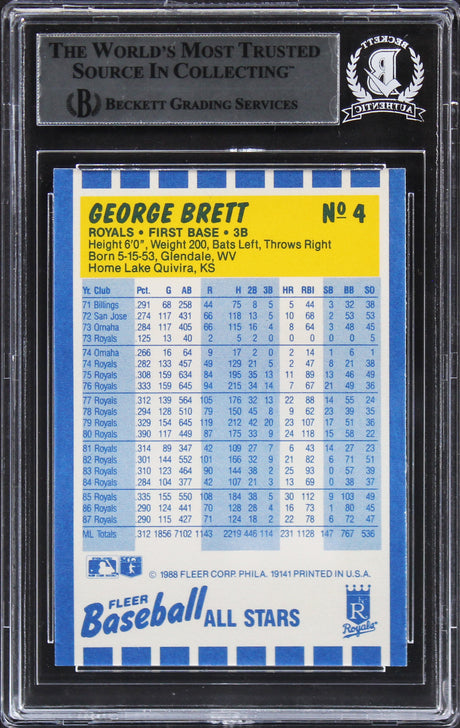 THE WORLD'S MOST TRUSTED
SOURCE IN COLLECTING™
B BECKETT GRADING SERVICES
BECKETT
B
AUTHENTIC
GEORGE BRETT Nº 4
ROYALS • FIRST BASE • 3B
Height 6'0", Weight 200, Bats Left, Throws Right
Born 5-15-53, Glendale, WV
Home Lake Quivira, KS
Yr. Club Pct. G AB R H 2B 3B HR RBI SB BB SO
71 Billings .291 68 258 44 75 8 5 5 44 3 32 38
72 San Jose .274 117 431 66 118 13 5 10 68 2 53 53
73 Omaha .284 117 405 66 115 16 4 8 64 3 48 45
73 Royals .125 13 40 2 5 2 0 0 0 0 0 5
74 Omaha .266 16 64 9 17 2 0 2 14 1 6 1
74 Royals .282 133 457 49 129 21 5 2 47 8 21 38
75 Royals .308 159 634 84 195 35 13 11 89 13 46 49
76 Royals .333 159 645 94 215 34 14 7 67 21 49 36
77 Royals .312 139 564 105 176 32 13 22 88 14 55 24
78 Royals .294 128 510 79 150 45 8 9 62 23 39 35
79 Royals .329 154 645 119 212 42 20 23 107 17 51 36
80 Royals .390 117 449 87 175 33 9 24 118 15 58 22
81 Royals .314 89 347 42 109 27 7 6 43 14 27 23
82 Royals .301 144 552 101 166 32 9 21 82 6 71 51
83 Royals .310 123 464 90 144 38 2 25 93 0 57 39
84 Royals .284 104 377 42 107 21 3 13 69 0 38 37
85 Royals .335 155 550 108 184 38 5 30 112 9 103 49
86 Royals .290 124 441 70 128 28 4 16 73 1 80 45
87 Royals .290 115 427 71 124 18 2 22 78 6 72 47
ML Totals .312 1856 7102 1143 2219 446 114 231 1128 147 767 536
© 1988 FLEER CORP. PHILA. 19141 PRINTED IN U.S.A.
FLEER
Baseball ALL STARS
R
Royals